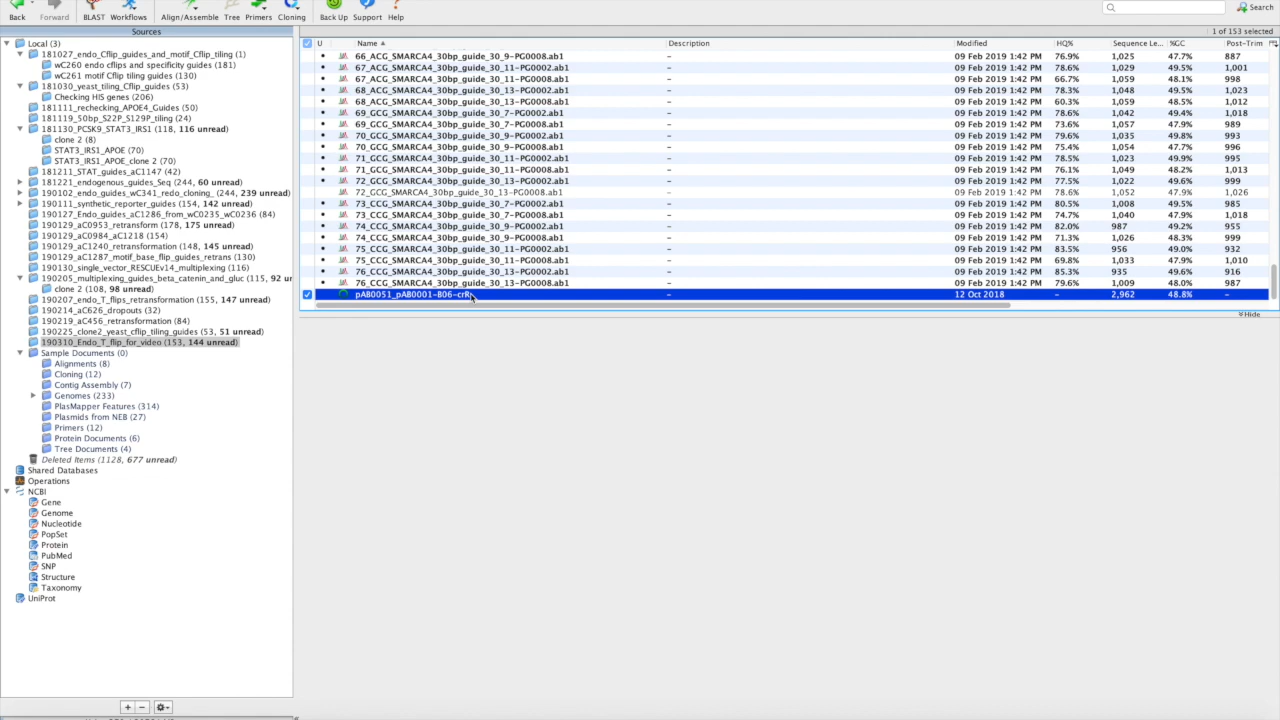 Back Forward BLAST Workflows Align/Assemble Tree Primers Cloning Back Up Support Help Search
Sources
1 of 153 selected
U Name Description Modified HQ% Sequence Le... %GC Post-Trim
Local (3)
181027_endo_Cflip_guides_and_motif_Cflip_tiling (1)
wC260 endo cflips and specificity guides (181)
wC261 motif Cflip tiling guides (130)
181030_yeast_tiling_Cflip_guides (53)
Checking HIS genes (206)
181111_rechecking_APOE4_Guides (50)
181119_50bp_S22P_S129P_tiling (24)
181130_PCSK9_STAT3_IRS1 (118, 116 unread)
clone 2 (8)
STAT3_IRS1_APOE (70)
STAT3_IRS1_APOE_clone 2 (70)
181211_STAT_guides_aC1147 (42)
181221_endogenous_guides_Seq (244, 60 unread)
190102_endo_guides_wC341_redo_cloning_ (244, 239 unread)
190111_synthetic_reporter_guides (154, 142 unread)
190127_Endo_guides_aC1286_from_wC0235_wC0236 (84)
190129_aC0953_retransform (178, 175 unread)
190129_aC0984_aC1218 (154)
190129_aC1240_retransformation (148, 145 unread)
190129_aC1287_motif_base_flip_guides_retrans (130)
190130_single_vector_RESCUEv14_multiplexing (116)
190205_multiplexing_guides_beta_catenin_and_gluc (115, 92 ur
clone 2 (108, 98 unread)
190207_endo_T_flips_retransformation (155, 147 unread)
190214_aC626_dropouts (32)
190219_aC456_retransformation (84)
190225_clone2_yeast_cflip_tiling_guides (53, 51 unread)
190310_Endo_T_flip_for_video (153, 144 unread)
Sample Documents (0)
Alignments (8)
Cloning (12)
Contig Assembly (7)
Genomes (233)
PlasMapper Features (314)
Plasmids from NEB (27)
Primers (12)
Protein Documents (6)
Tree Documents (4)
Deleted Items (1128, 677 unread)
Shared Databases
Operations
NCBI
Gene
Genome
Nucleotide
PopSet
Protein
PubMed
SNP
Structure
Taxonomy
UniProt
66_ACG_SMARCA4_30bp_guide_30_9-PG0008.ab1 – 09 Feb 2019 1:42 PM 76.9% 1,025 47.7% 887
67_ACG_SMARCA4_30bp_guide_30_11-PG0002.ab1 – 09 Feb 2019 1:42 PM 78.6% 1,029 49.5% 1,001
67_ACG_SMARCA4_30bp_guide_30_11-PG0008.ab1 – 09 Feb 2019 1:42 PM 66.7% 1,059 48.1% 998
68_ACG_SMARCA4_30bp_guide_30_13-PG0002.ab1 – 09 Feb 2019 1:42 PM 78.3% 1,048 49.5% 1,023
68_ACG_SMARCA4_30bp_guide_30_13-PG0008.ab1 – 09 Feb 2019 1:42 PM 60.3% 1,059 48.5% 1,012
69_GCG_SMARCA4_30bp_guide_30_7-PG0002.ab1 – 09 Feb 2019 1:42 PM 78.6% 1,042 49.4% 1,018
69_GCG_SMARCA4_30bp_guide_30_7-PG0008.ab1 – 09 Feb 2019 1:42 PM 73.6% 1,057 47.9% 989
70_GCG_SMARCA4_30bp_guide_30_9-PG0002.ab1 – 09 Feb 2019 1:42 PM 79.6% 1,035 49.8% 993
70_GCG_SMARCA4_30bp_guide_30_9-PG0008.ab1 – 09 Feb 2019 1:42 PM 75.4% 1,054 47.7% 996
71_GCG_SMARCA4_30bp_guide_30_11-PG0002.ab1 – 09 Feb 2019 1:42 PM 78.5% 1,023 49.9% 995
71_GCG_SMARCA4_30bp_guide_30_11-PG0008.ab1 – 09 Feb 2019 1:42 PM 76.1% 1,049 48.2% 1,013
72_GCG_SMARCA4_30bp_guide_30_13-PG0002.ab1 – 09 Feb 2019 1:42 PM 77.5% 1,022 49.6% 999
72_GCG_SMARCA4_30bp_guide_30_13-PG0008.ab1 – 09 Feb 2019 1:42 PM 78.6% 1,052 47.9% 1,026
73_CCG_SMARCA4_30bp_guide_30_7-PG0002.ab1 – 09 Feb 2019 1:42 PM 80.5% 1,008 49.5% 985
73_CCG_SMARCA4_30bp_guide_30_7-PG0008.ab1 – 09 Feb 2019 1:42 PM 74.7% 1,040 47.9% 1,018
74_CCG_SMARCA4_30bp_guide_30_9-PG0002.ab1 – 09 Feb 2019 1:42 PM 82.0% 987 49.2% 955
74_CCG_SMARCA4_30bp_guide_30_9-PG0008.ab1 – 09 Feb 2019 1:42 PM 71.3% 1,026 48.3% 999
75_CCG_SMARCA4_30bp_guide_30_11-PG0002.ab1 – 09 Feb 2019 1:42 PM 83.5% 956 49.0% 932
75_CCG_SMARCA4_30bp_guide_30_11-PG0008.ab1 – 09 Feb 2019 1:42 PM 69.8% 1,033 47.7% 1,010
76_CCG_SMARCA4_30bp_guide_30_13-PG0002.ab1 – 09 Feb 2019 1:42 PM 85.3% 935 49.6% 916
76_CCG_SMARCA4_30bp_guide_30_13-PG0008.ab1 – 09 Feb 2019 1:42 PM 79.6% 1,009 48.0% 987
pAB0051_pAB0001-B06-crR – 12 Oct 2018 – 2,962 48.8% –
Hide